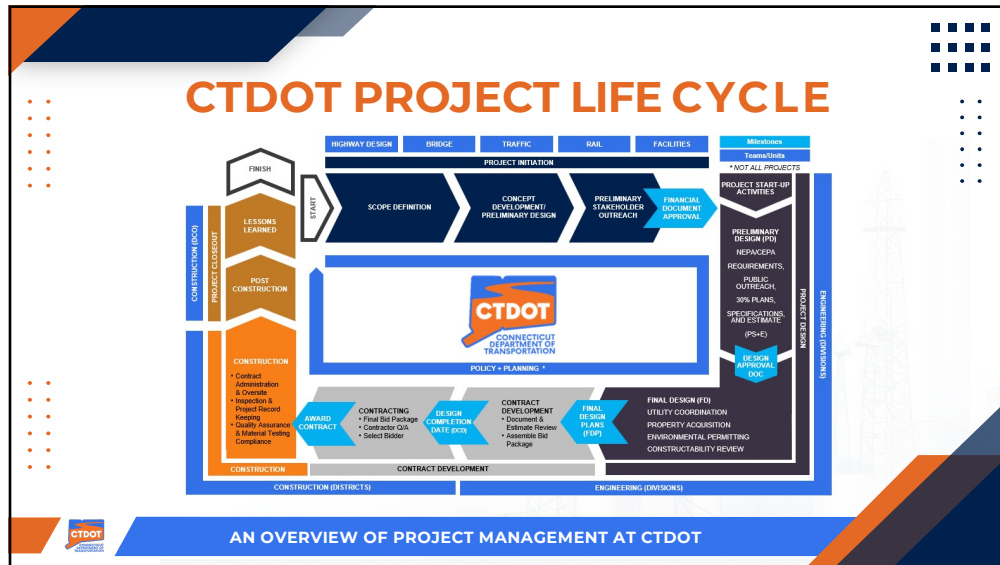 CTDOT PROJECT LIFE CYCLE
HIGHWAY DESIGN
BRIDGE
TRAFFIC
RAIL
FACILITIES
Milestones
Teams/Units
* NOT ALL PROJECTS
PROJECT INITIATION
START
SCOPE DEFINITION
CONCEPT
DEVELOPMENT/
PRELIMINARY DESIGN
PRELIMINARY
STAKEHOLDER
OUTREACH
FINANCIAL
DOCUMENT
APPROVAL
PROJECT START-UP
ACTIVITIES
PRELIMINARY
DESIGN (PD)
NEPA/CEPA
REQUIREMENTS,
PUBLIC
OUTREACH,
30% PLANS,
SPECIFICATIONS,
AND ESTIMATE
(PS+E)
DESIGN
APPROVAL
DOC
PROJECT DESIGN
ENGINEERING (DIVISIONS)
FINAL DESIGN (FD)
UTILITY COORDINATION
PROPERTY ACQUISITION
ENVIRONMENTAL PERMITTING
CONSTRUCTABILITY REVIEW
FINAL
DESIGN
PLANS
(FDP)
CONTRACT
DEVELOPMENT
• Document &
Estimate Review
• Assemble Bid
Package
DESIGN
COMPLETION
DATE (DCD)
CONTRACTING
• Final Bid Package
• Contractor Q/A
• Select Bidder
AWARD
CONTRACT
CONSTRUCTION
• Contract
Administration
& Oversite
• Inspection &
Project Record
Keeping
• Quality Assurance
& Material Testing
Compliance
POST
CONSTRUCTION
LESSONS
LEARNED
FINISH
PROJECT CLOSEOUT
CONSTRUCTION (DCO)
CTDOT
CONNECTICUT
DEPARTMENT OF
TRANSPORTATION
POLICY + PLANNING *
CONSTRUCTION
CONTRACT DEVELOPMENT
CONSTRUCTION (DISTRICTS)
ENGINEERING (DIVISIONS)
CTDOT
CONNECTICUT
DEPARTMENT OF
TRANSPORTATION
AN OVERVIEW OF PROJECT MANAGEMENT AT CTDOT